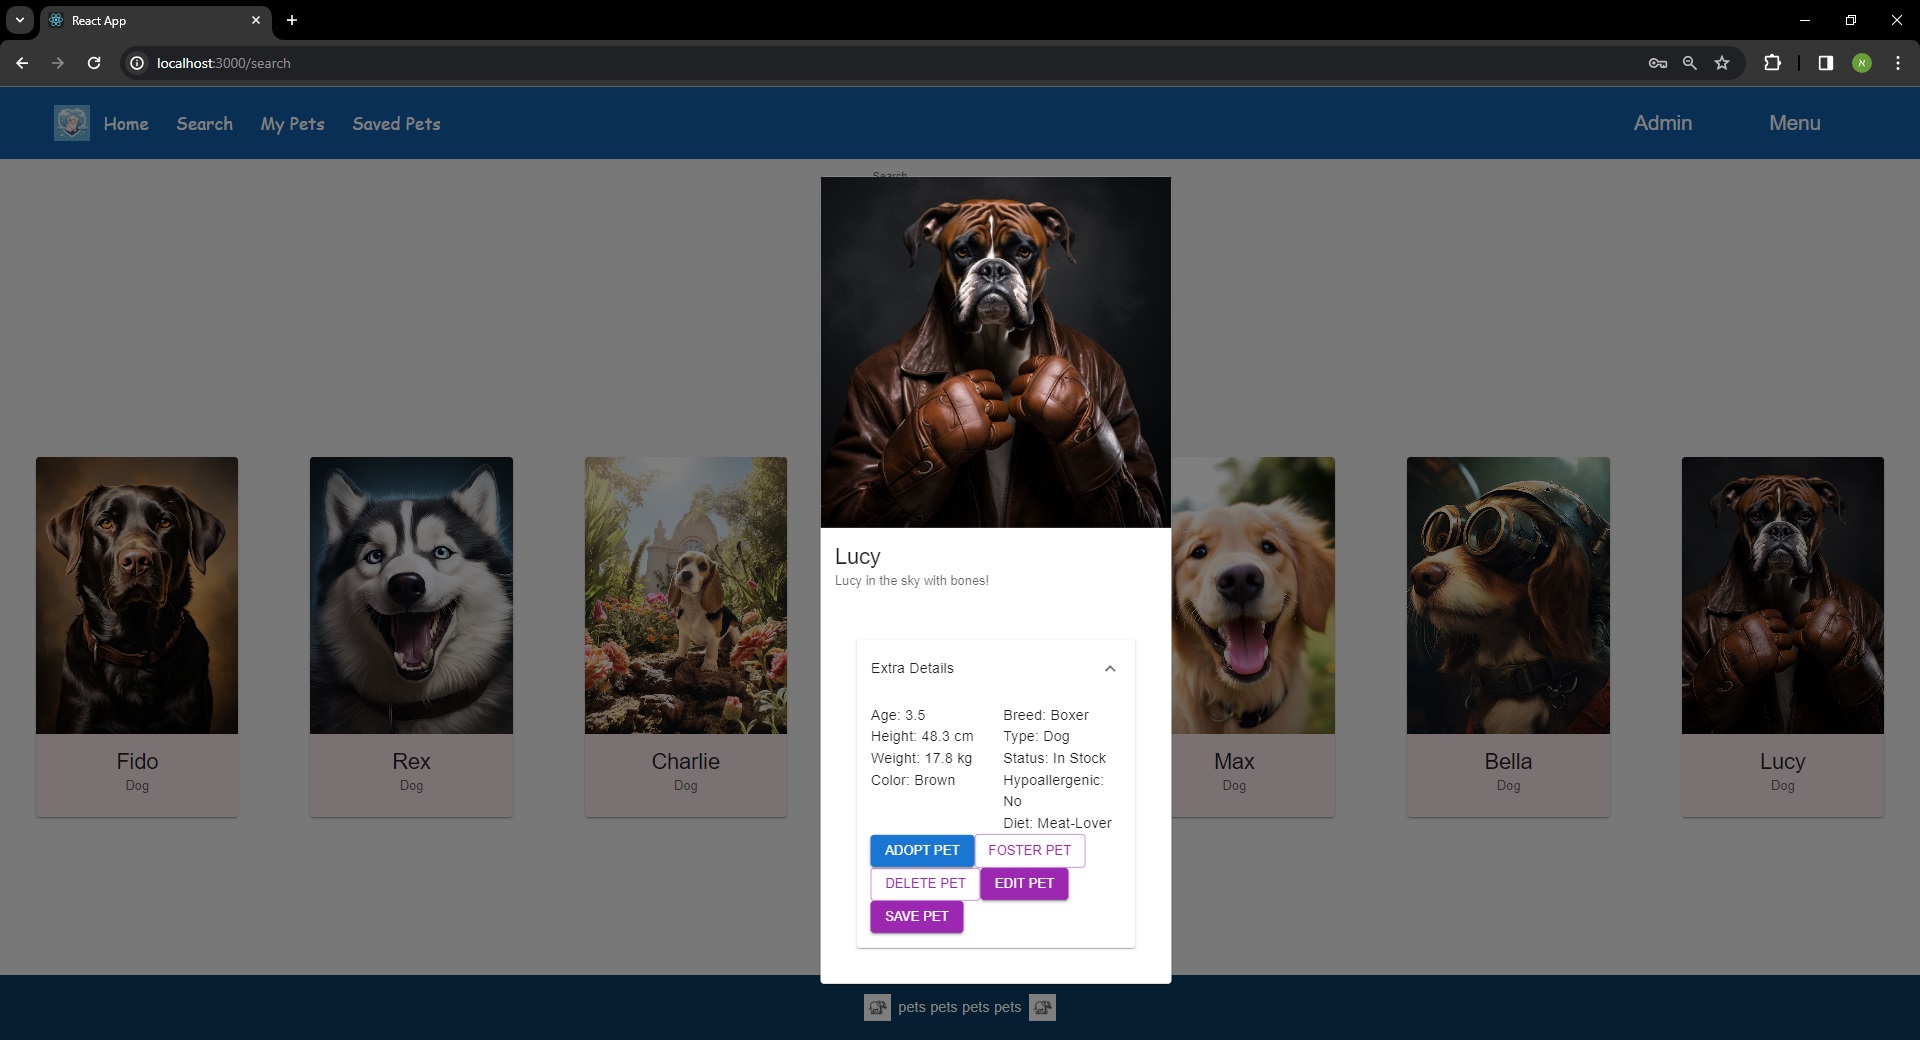 React App
localhost:3000/search
א
Home Search My Pets Saved Pets Admin Menu
Search
Lucy
Lucy in the sky with bones!
Extra Details
Age: 3.5
Height: 48.3 cm
Weight: 17.8 kg
Color: Brown
Breed: Boxer
Type: Dog
Status: In Stock
Hypoallergenic:
No
Diet: Meat-Lover
ADOPT PET FOSTER PET
DELETE PET EDIT PET
SAVE PET
Fido
Dog
Rex
Dog
Charlie
Dog
Max
Dog
Bella
Dog
Lucy
Dog
pets pets pets pets